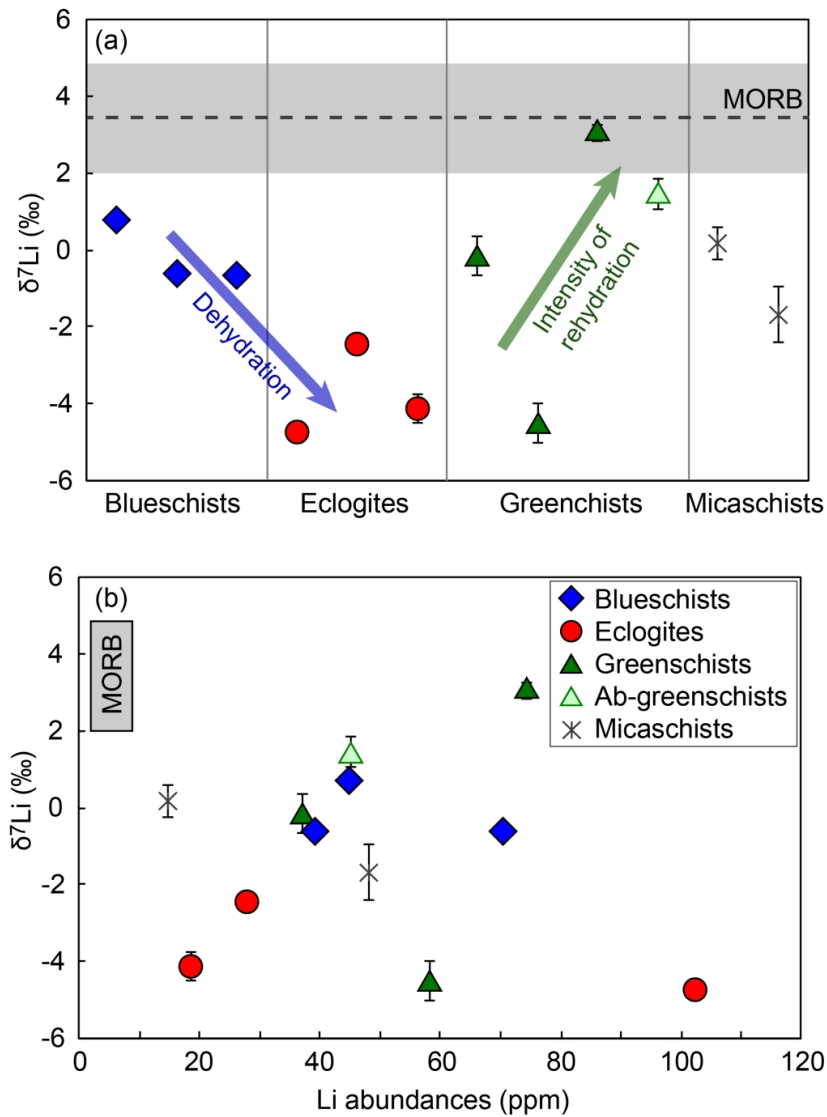 (a)
6
4
2
0
-2
-4
-6
δ⁷Li (‰)
MORB
Dehydration
Intensity of
rehydration
Blueschists Eclogites Greenchists Micaschists
(b)
6
4
2
0
-2
-4
-6
δ⁷Li (‰)
MORB
Blueschists
Eclogites
Greenschists
Ab-greenschists
Micaschists
0 20 40 60 80 100 120
Li abundances (ppm)